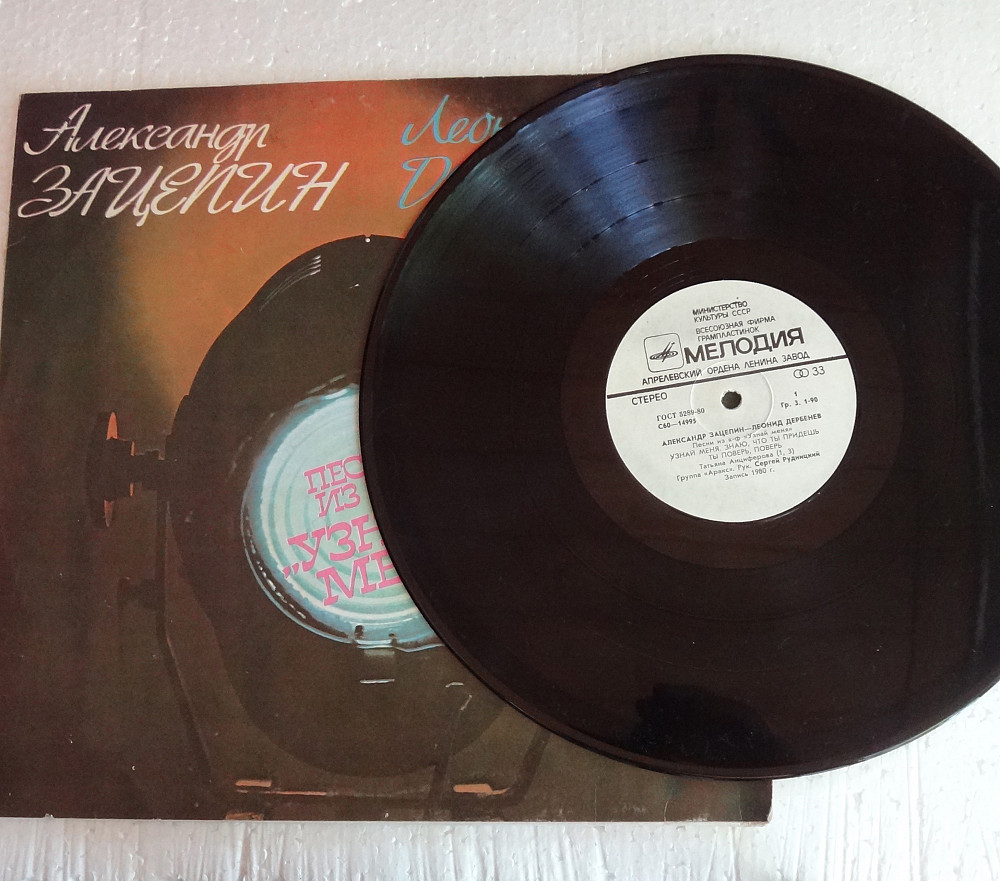 Александр
ЗАЦЕПИН
ПЕС
ИЗ
МИНИСТЕРСТВО
КУЛЬТУРЫ СССР
ВСЕСОЮЗНАЯ ФИРМА
ГРАМПЛАСТИНОК
МЕЛОДИЯ
АПРЕЛЕВСКИЙ ОРДЕНА ЛЕНИНА ЗАВОД
СТЕРЕО 33
ГОСТ 5289-80 1
С60—14995 Гр. 3. 1-90
АЛЕКСАНДР ЗАЦЕПИН—ЛЕОНИД ДЕРБЕНЕВ
Песни из к-ф «Узнай меня»
УЗНАЙ МЕНЯ, ЗНАЮ, ЧТО ТЫ ПРИДЕШЬ
ТЫ ПОВЕРЬ, ПОВЕРЬ
Татьяна Анциферова (1, 3)
Группа «Аракс». Рук. Сергей Рудницкий
Запись 1980 г.